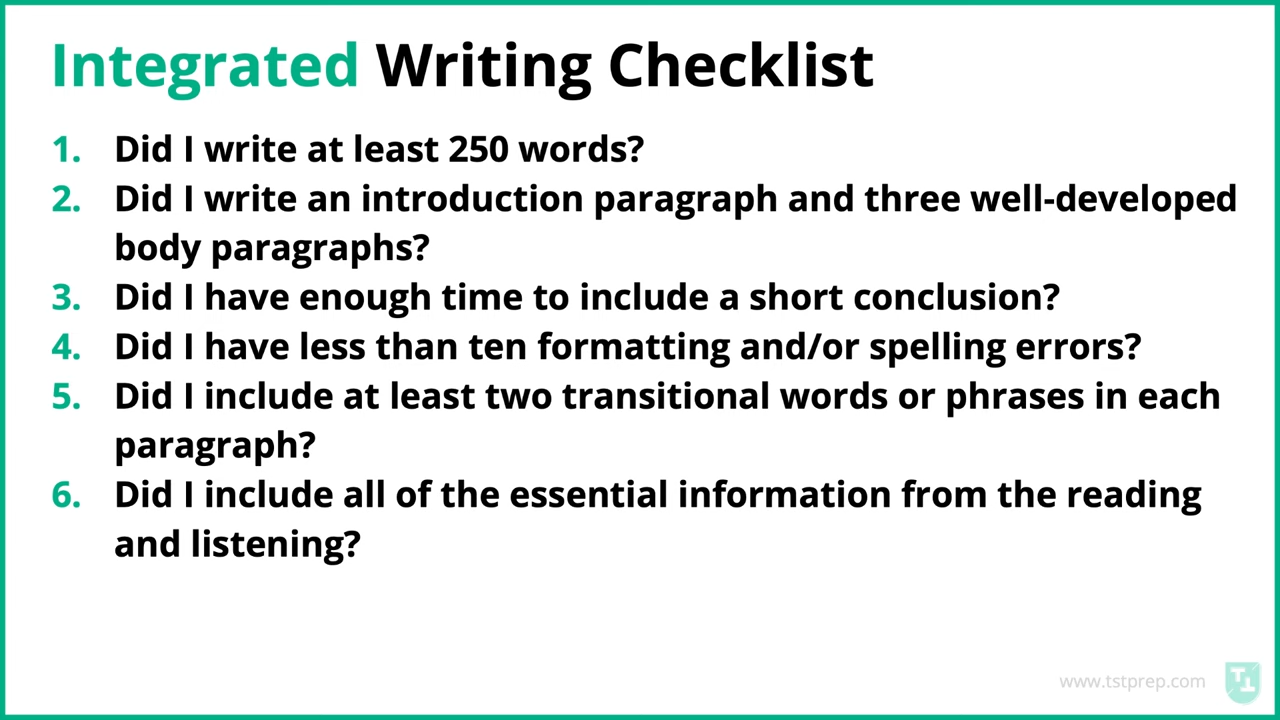 Integrated Writing Checklist
1. Did I write at least 250 words?
2. Did I write an introduction paragraph and three well-developed
body paragraphs?
3. Did I have enough time to include a short conclusion?
4. Did I have less than ten formatting and/or spelling errors?
5. Did I include at least two transitional words or phrases in each
paragraph?
6. Did I include all of the essential information from the reading
and listening?
www.tstprep.com